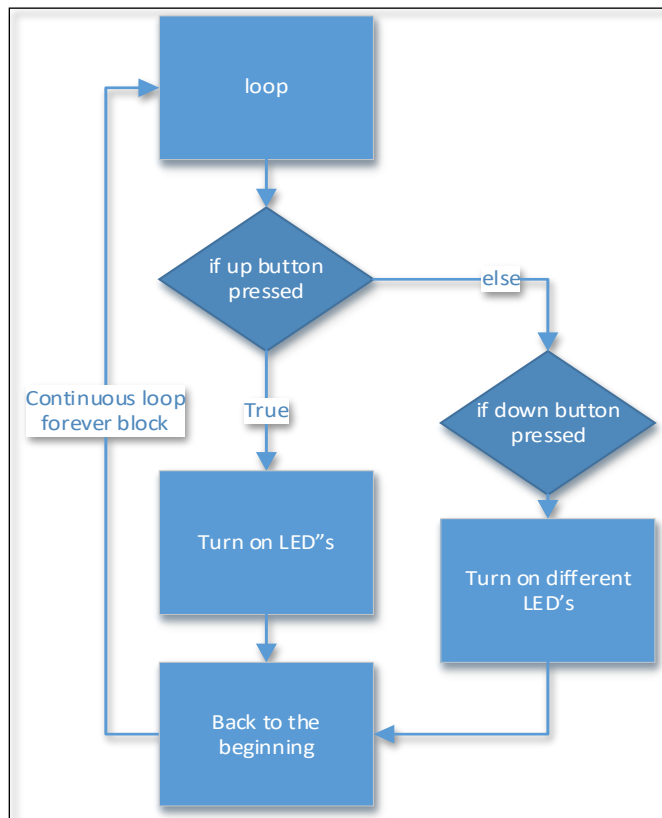 loop
if up button
pressed
else
if down button
pressed
True
Continuous loop
forever block
Turn on LED”s
Turn on different
LED’s
Back to the
beginning